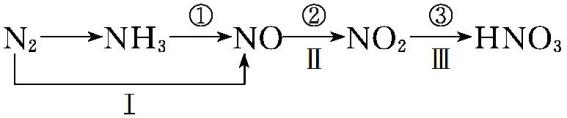 ① ② ③
N₂ NH₃ NO NO₂ HNO₃
Ⅰ Ⅱ Ⅲ